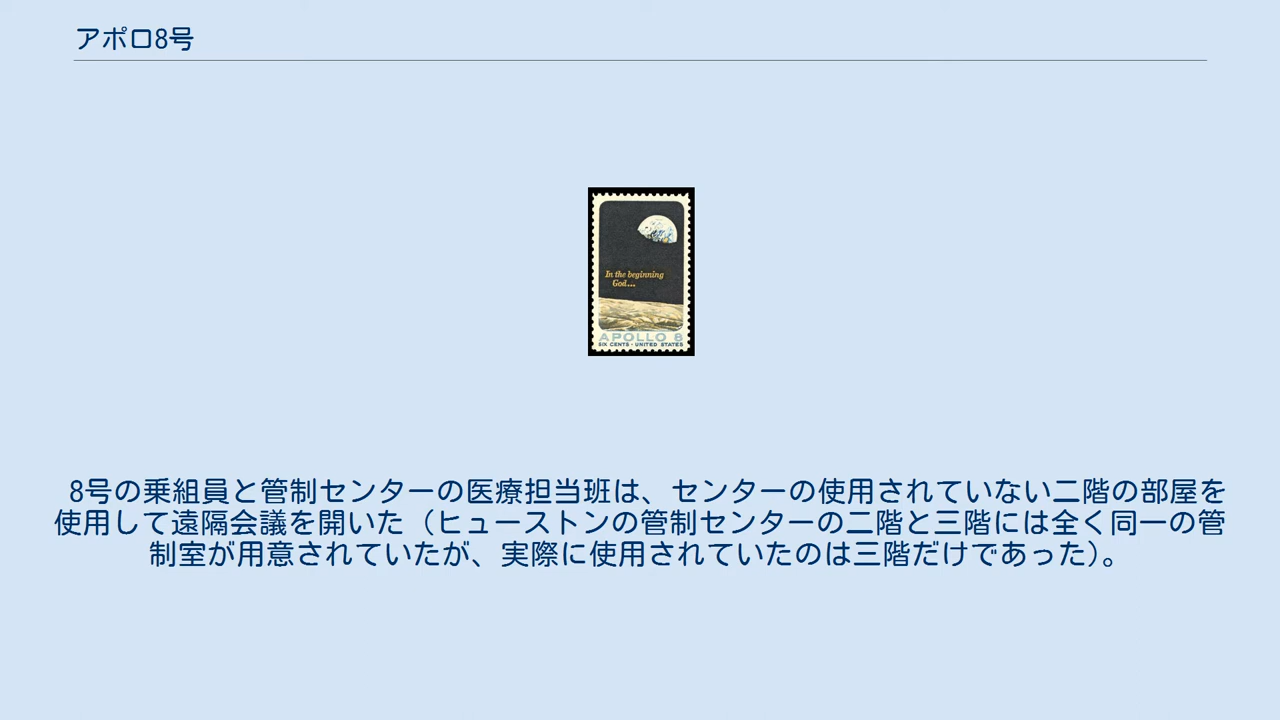 アポロ8号
In the beginning
God...
APOLLO 8
SIX CENTS · UNITED STATES
8号の乗組員と管制センターの医療担当班は、センターの使用されていない二階の部屋を
使用して遠隔会議を開いた（ヒューストンの管制センターの二階と三階には全く同一の管
制室が用意されていたが、実際に使用されていたのは三階だけであった）。